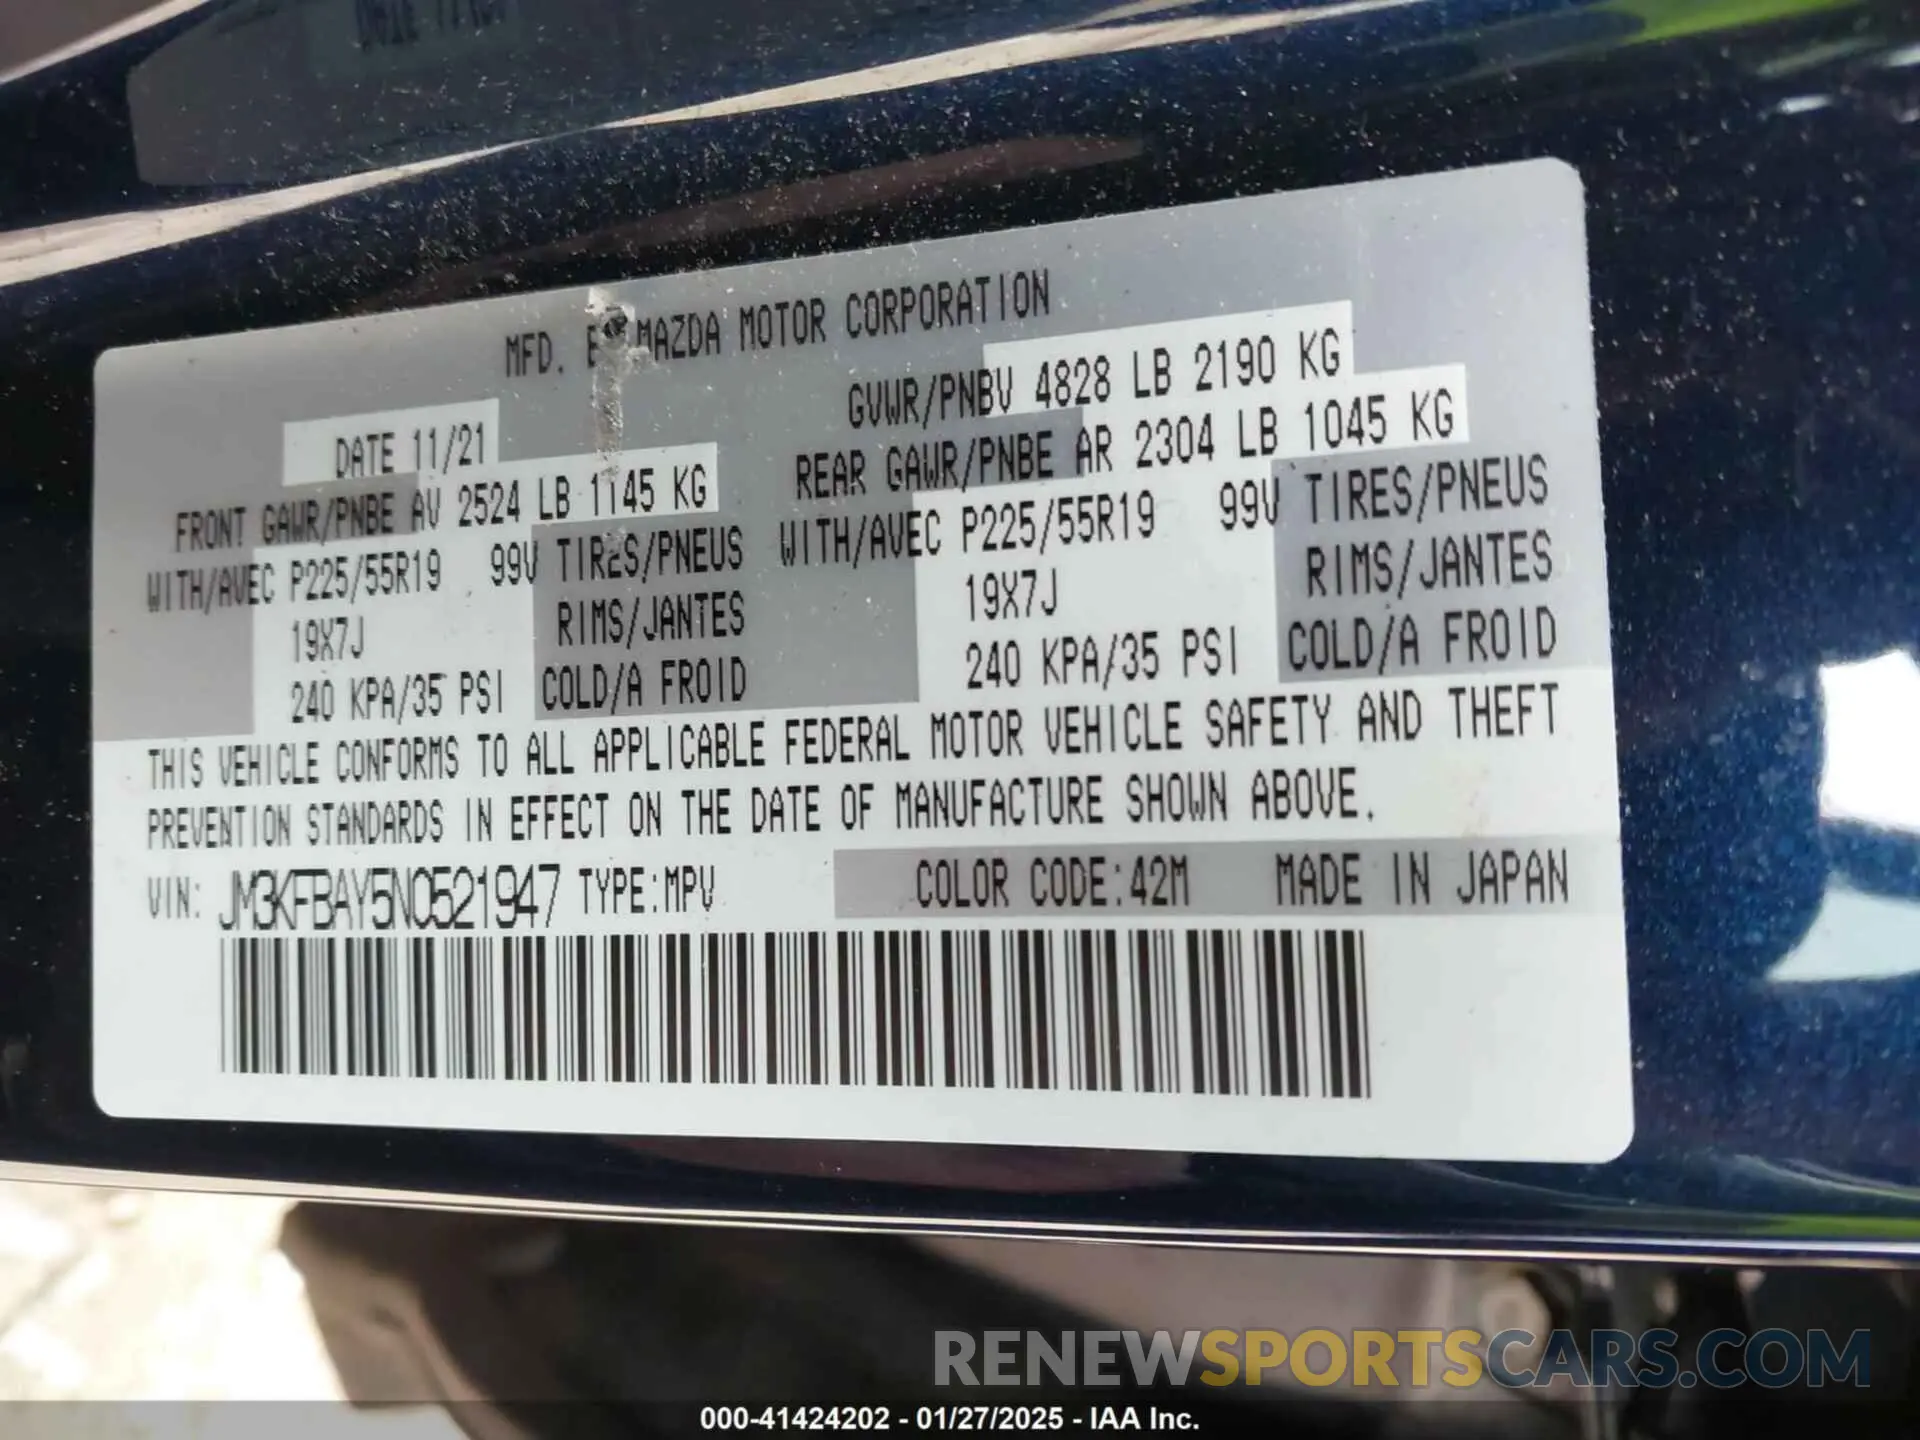 MFD. BY MAZDA MOTOR CORPORATION
GVWR/PNBV 4828 LB 2190 KG
DATE 11/21
REAR GAWR/PNBE AR 2304 LB 1045 KG
FRONT GAWR/PNBE AV 2524 LB 1145 KG
WITH/AVEC P225/55R19 99V TIRES/PNEUS WITH/AVEC P225/55R19 99V TIRES/PNEUS
19X7J RIMS/JANTES 19X7J RIMS/JANTES
240 KPA/35 PSI COLD/A FROID 240 KPA/35 PSI COLD/A FROID
THIS VEHICLE CONFORMS TO ALL APPLICABLE FEDERAL MOTOR VEHICLE SAFETY AND THEFT
PREVENTION STANDARDS IN EFFECT ON THE DATE OF MANUFACTURE SHOWN ABOVE.
VIN: JM3KFBAY5N0521947 TYPE:MPV COLOR CODE:42M MADE IN JAPAN
RENEWSPORTSCARS.COM
000-41424202 - 01/27/2025 - IAA Inc.